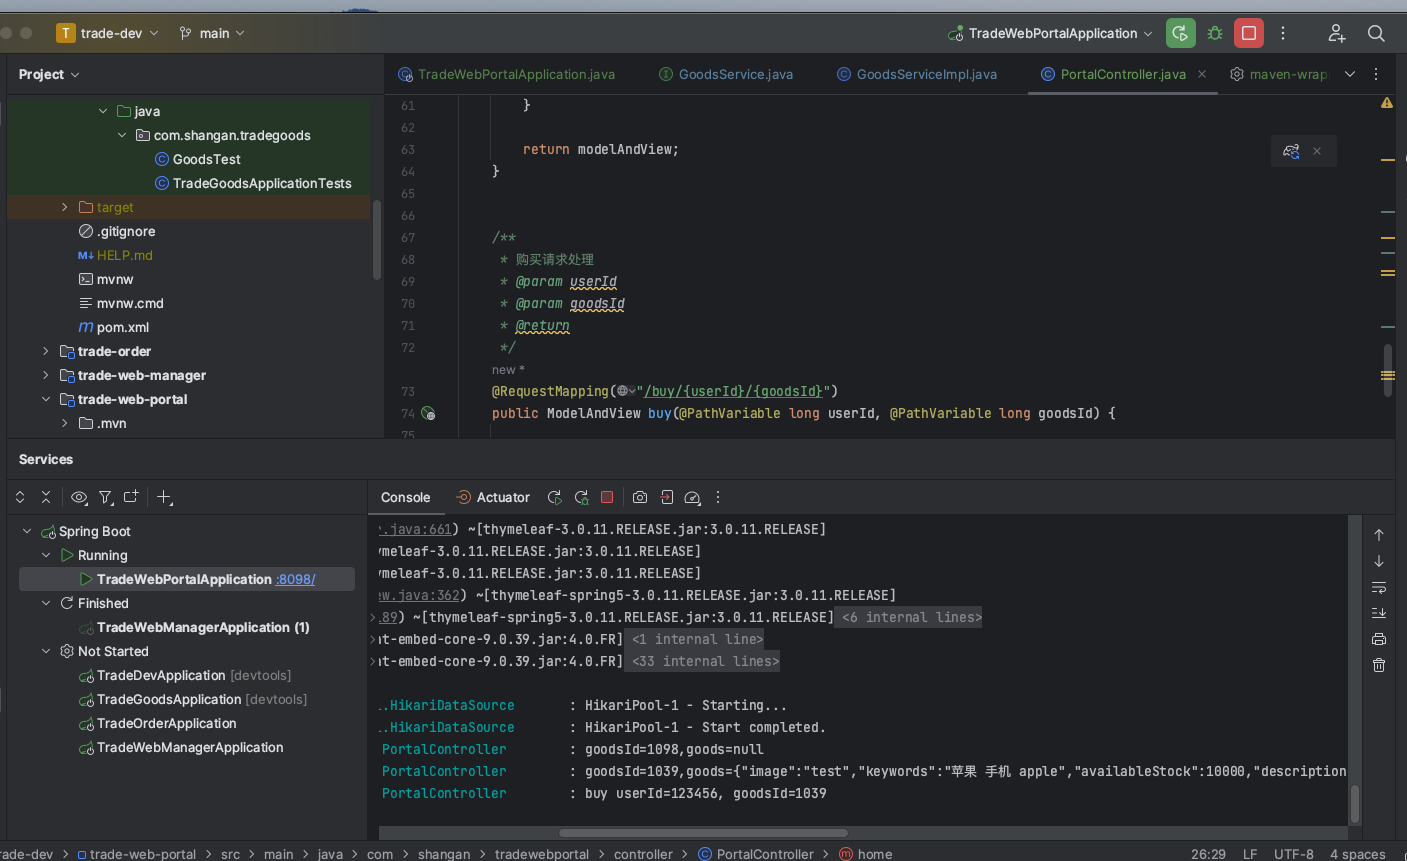 T trade-dev main TradeWebPortalApplication
Project
TradeWebPortalApplication.java GoodsService.java GoodsServiceImpl.java PortalController.java maven-wrap
java
com.shangan.tradegoods
GoodsTest
TradeGoodsApplicationTests
target
.gitignore
M↓ HELP.md
mvnw
mvnw.cmd
m pom.xml
trade-order
trade-web-manager
trade-web-portal
.mvn
61 }
62
63 return modelAndView;
64 }
65
66
67 /**
68 * 购买请求处理
69 * @param userId
70 * @param goodsId
71 * @return
72 */
new *
73 @RequestMapping("/buy/{userId}/{goodsId}")
74 public ModelAndView buy(@PathVariable long userId, @PathVariable long goodsId) {
75
Services
Console Actuator
Spring Boot
Running
TradeWebPortalApplication :8098/
Finished
TradeWebManagerApplication (1)
Not Started
TradeDevApplication [devtools]
TradeGoodsApplication [devtools]
TradeOrderApplication
TradeWebManagerApplication
.java:661) ~[thymeleaf-3.0.11.RELEASE.jar:3.0.11.RELEASE]
meleaf-3.0.11.RELEASE.jar:3.0.11.RELEASE]
meleaf-3.0.11.RELEASE.jar:3.0.11.RELEASE]
w.java:362) ~[thymeleaf-spring5-3.0.11.RELEASE.jar:3.0.11.RELEASE]
89) ~[thymeleaf-spring5-3.0.11.RELEASE.jar:3.0.11.RELEASE] <6 internal lines>
at-embed-core-9.0.39.jar:4.0.FR] <1 internal line>
at-embed-core-9.0.39.jar:4.0.FR] <33 internal lines>
..HikariDataSource : HikariPool-1 - Starting...
..HikariDataSource : HikariPool-1 - Start completed.
PortalController : goodsId=1098,goods=null
PortalController : goodsId=1039,goods={"image":"test","keywords":"苹果 手机 apple","availableStock":10000,"description
PortalController : buy userId=123456, goodsId=1039
rade-dev > trade-web-portal > src > main > java > com > shangan > tradewebportal > controller > PortalController > home 26:29 LF UTF-8 4 spaces